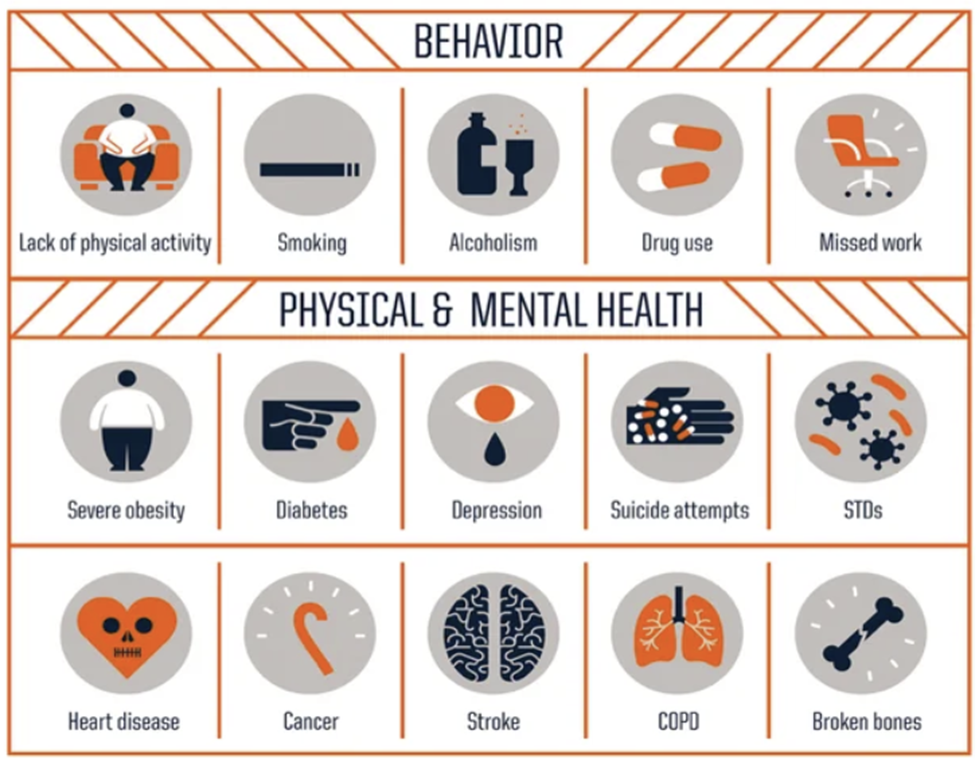 BEHAVIOR
Lack of physical activity
Smoking
Alcoholism
Drug use
Missed work
PHYSICAL & MENTAL HEALTH
Severe obesity
Diabetes
Depression
Suicide attempts
STDs
Heart disease
Cancer
Stroke
COPD
Broken bones